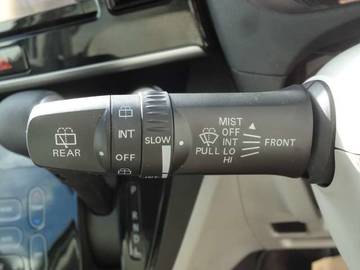 REAR
INT
OFF
SLOW
MIST
OFF
INT
PULL LO
HI
FRONT